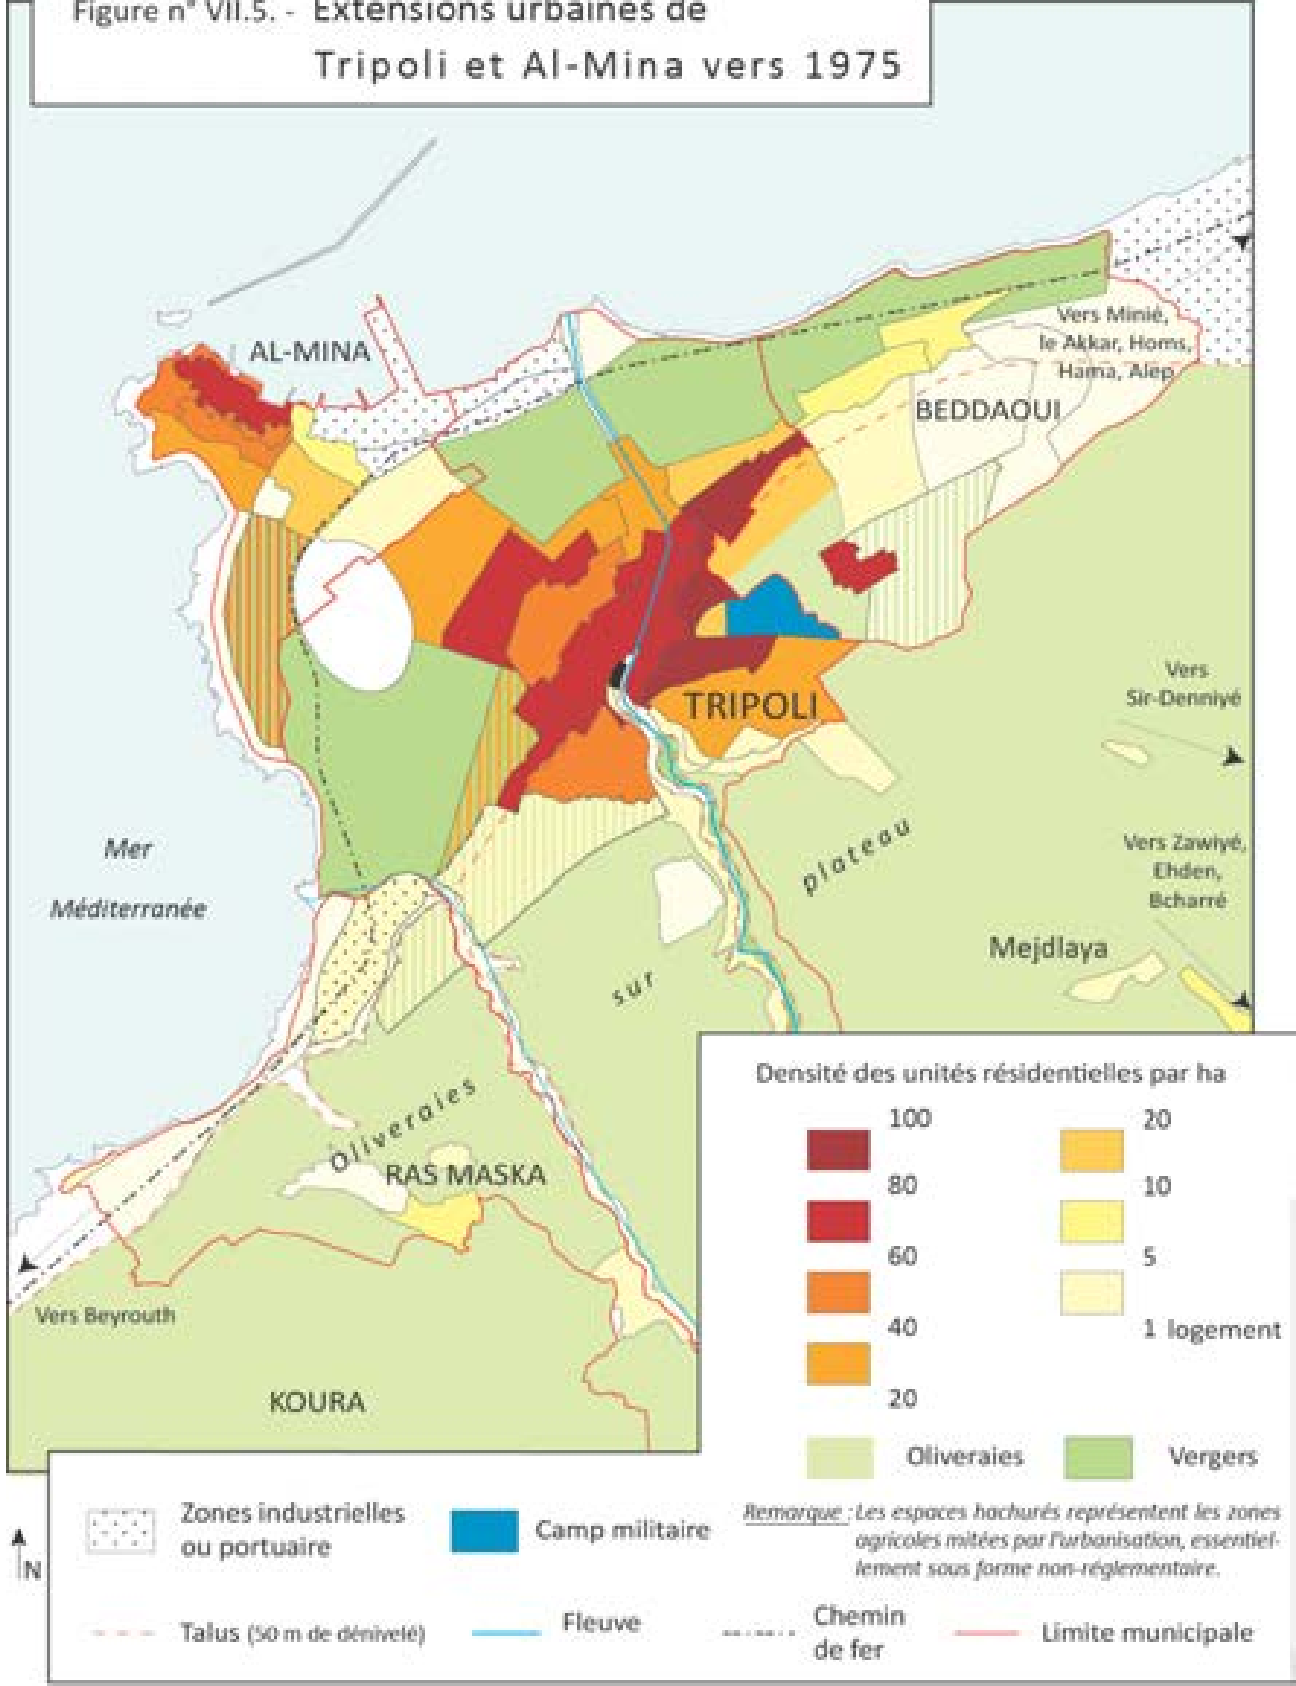 Figure n° VII.5. - Extensions urbaines de
Tripoli et Al-Mina vers 1975
AL-MINA
Vers Minié,
le Akkar, Homs,
Hama, Alep
BEDDAOUI
TRIPOLI
Vers
Sir-Denniyé
Mer
Méditerranée
plateau
Vers Zawiyé,
Ehden,
Bcharré
Mejdlaya
sur
Oliveraies
RAS MASKA
Vers Beyrouth
KOURA
Densité des unités résidentielles par ha
100
80
60
40
20
20
10
5
1 logement
Oliveraies
Vergers
Zones industrielles
ou portuaire
Camp militaire
Remarque : Les espaces hachurés représentent les zones
agricoles mitées par l'urbanisation, essentiel-
lement sous forme non-réglementaire.
N
Talus (50 m de dénivelé)
Fleuve
Chemin
de fer
Limite municipale